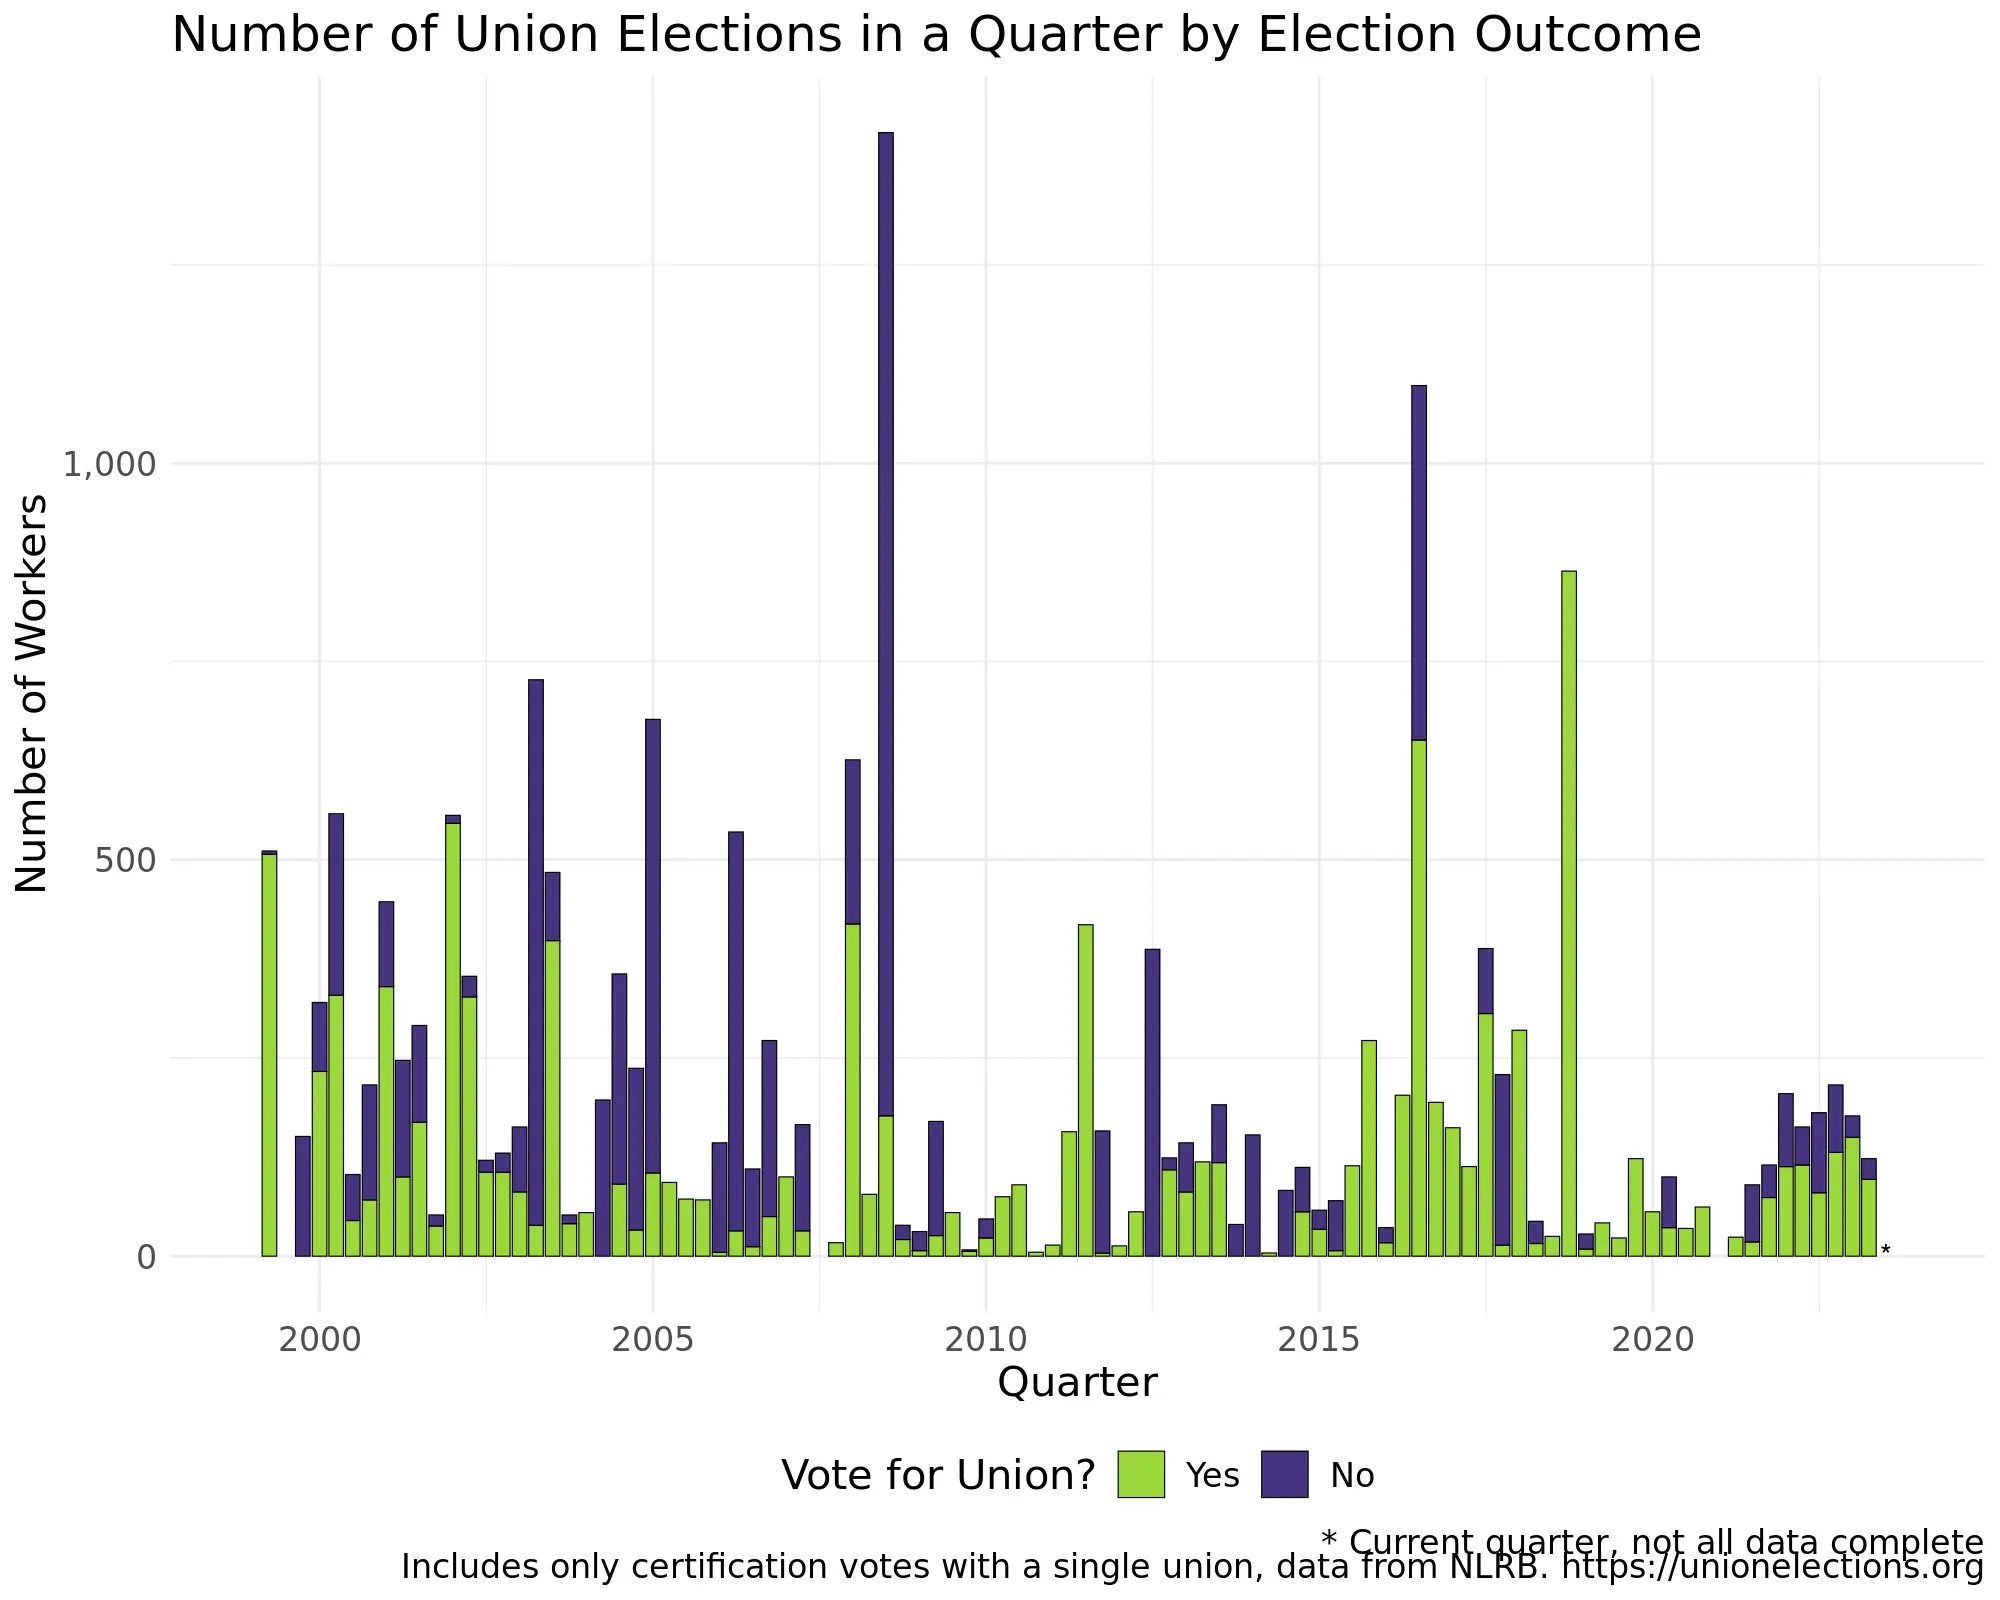 Number of Union Elections in a Quarter by Election Outcome
Number of Workers
1,000
500
0
*
2000 2005 2010 2015 2020
Quarter
Vote for Union? Yes No
* Current quarter, not all data complete
Includes only certification votes with a single union, data from NLRB. https://unionelections.org